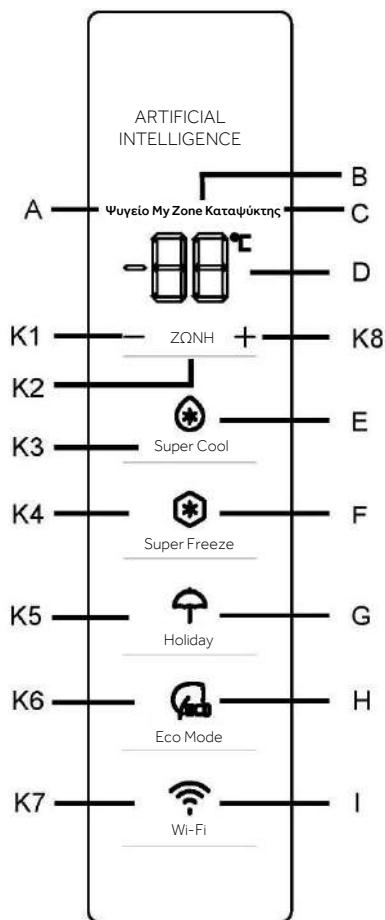 ARTIFICIAL
INTELLIGENCE
B
A Ψυγείο My Zone Καταψύκτης C
-88°C D
K1 - ΖΩΝΗ + K8
K2
E
K3 Super Cool
K4 F
Super Freeze
K5 G
Holiday
K6 eco H
Eco Mode
K7 I
Wi-Fi